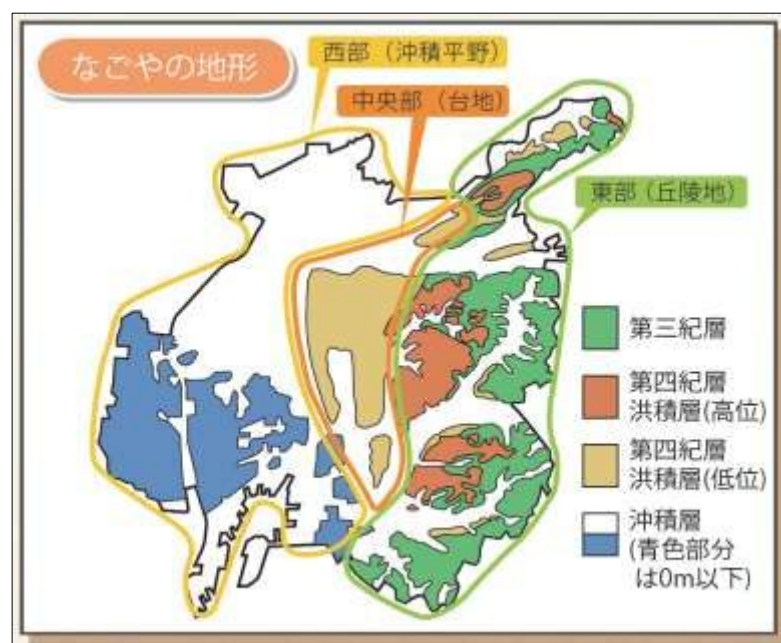 なごやの地形
西部（沖積平野）
中央部（台地）
東部（丘陵地）
第三紀層
第四紀層
洪積層(高位)
第四紀層
洪積層(低位)
沖積層
(青色部分
は0m以下)